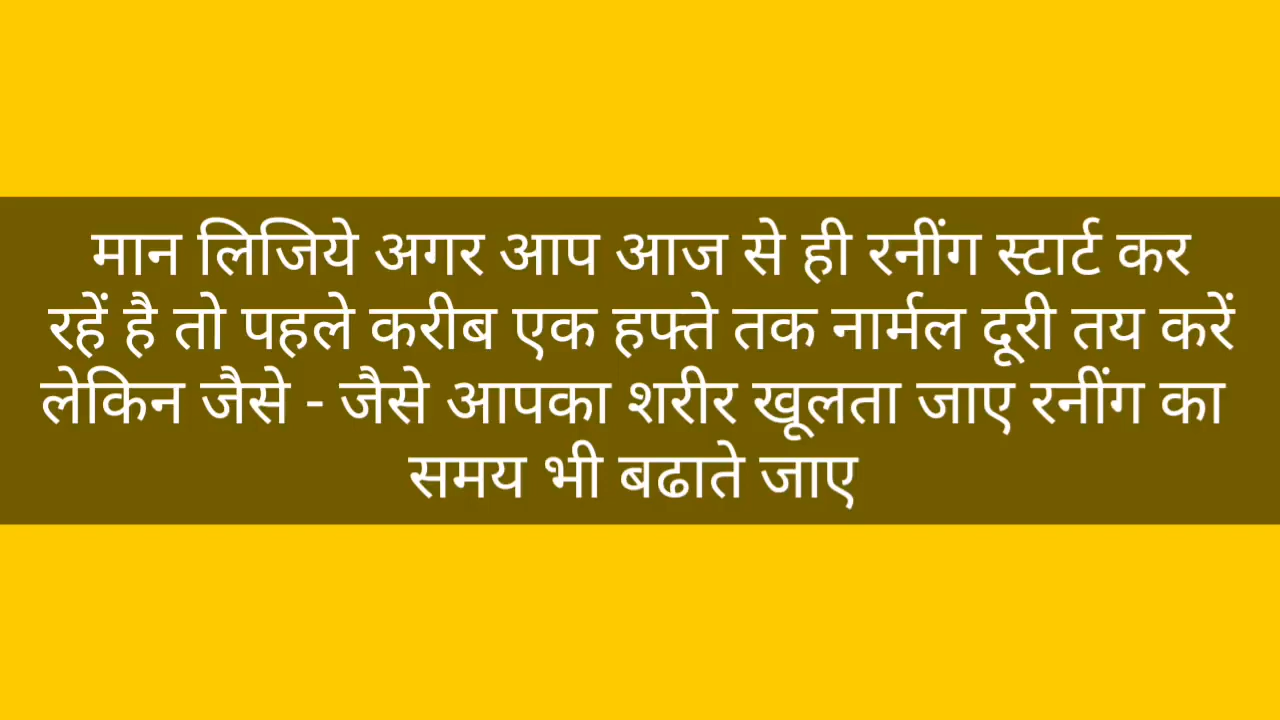 मान लिजिये अगर आप आज से ही रनींग स्टार्ट कर
रहें है तो पहले करीब एक हफ्ते तक नार्मल दूरी तय करें
लेकिन जैसे - जैसे आपका शरीर खूलता जाए रनींग का
समय भी बढाते जाए